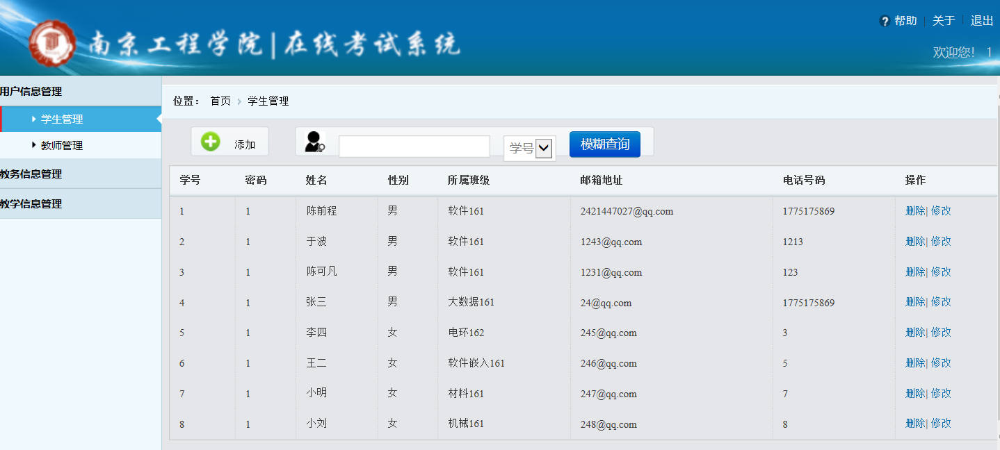 帮助 关于 退出
南京工程学院|在线考试系统
欢迎您! 1
用户信息管理
学生管理
教师管理
教务信息管理
教学信息管理
位置: 首页 > 学生管理
添加 学号 模糊查询
学号 密码 姓名 性别 所属班级 邮箱地址 电话号码 操作
1 1 陈前程 男 软件161 2421447027@qq.com 1775175869 删除| 修改
2 1 于波 男 软件161 1243@qq.com 1213 删除| 修改
3 1 陈可凡 男 软件161 1231@qq.com 123 删除| 修改
4 1 张三 男 大数据161 24@qq.com 1775175869 删除| 修改
5 1 李四 女 电环162 245@qq.com 3 删除| 修改
6 1 王二 女 软件嵌入161 246@qq.com 5 删除| 修改
7 1 小明 女 材料161 247@qq.com 7 删除| 修改
8 1 小刘 女 机械161 248@qq.com 8 删除| 修改